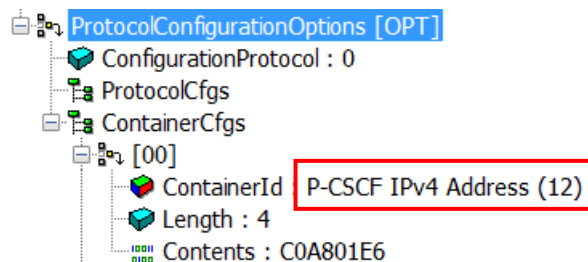 ProtocolConfigurationOptions [OPT]
ConfigurationProtocol : 0
ProtocolCfgs
ContainerCfgs
[00]
ContainerId : P-CSCF IPv4 Address (12)
Length : 4
Contents : C0A801E6